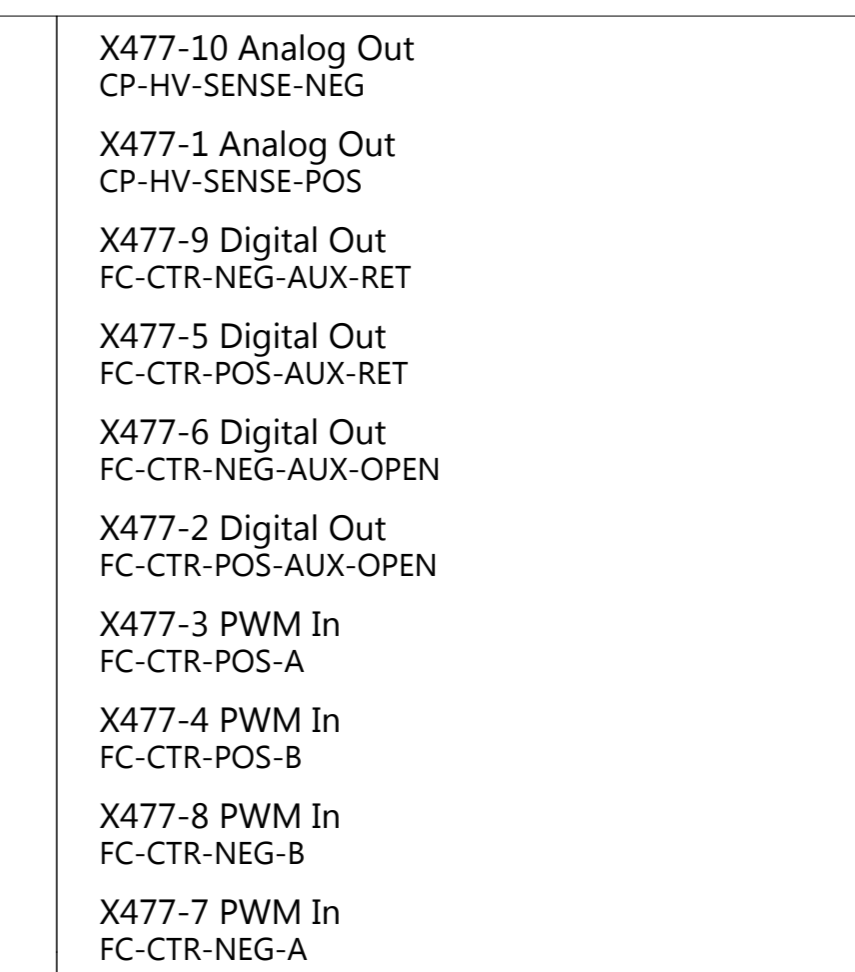 X477-10 Analog Out
CP-HV-SENSE-NEG
X477-1 Analog Out
CP-HV-SENSE-POS
X477-9 Digital Out
FC-CTR-NEG-AUX-RET
X477-5 Digital Out
FC-CTR-POS-AUX-RET
X477-6 Digital Out
FC-CTR-NEG-AUX-OPEN
X477-2 Digital Out
FC-CTR-POS-AUX-OPEN
X477-3 PWM In
FC-CTR-POS-A
X477-4 PWM In
FC-CTR-POS-B
X477-8 PWM In
FC-CTR-NEG-B
X477-7 PWM In
FC-CTR-NEG-A